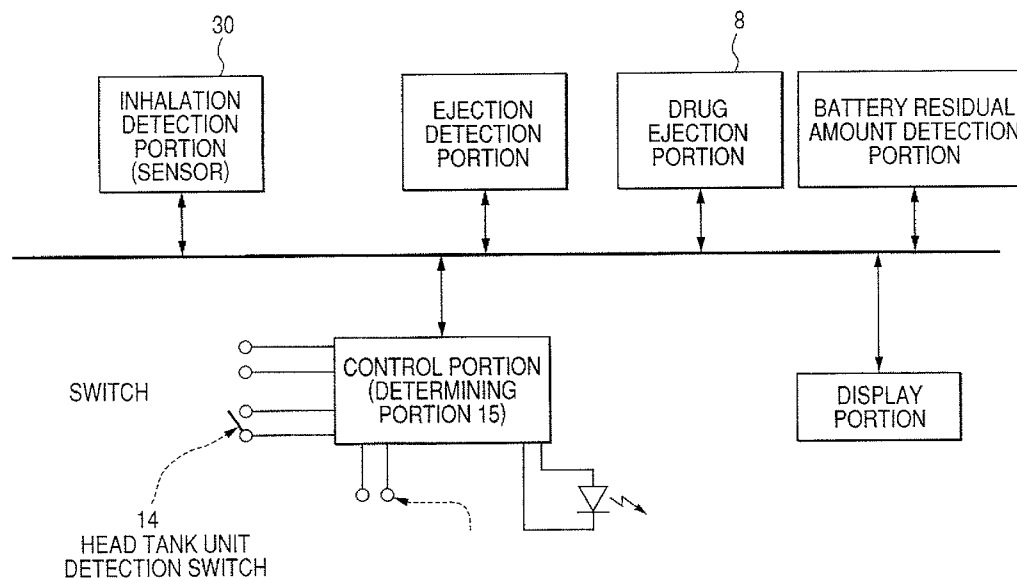 30
8
INHALATION
DETECTION
PORTION
(SENSOR)
EJECTION
DETECTION
PORTION
DRUG
EJECTION
PORTION
BATTERY RESIDUAL
AMOUNT DETECTION
PORTION
SWITCH
CONTROL PORTION
(DETERMINING
PORTION 15)
DISPLAY
PORTION
14
HEAD TANK UNIT
DETECTION SWITCH